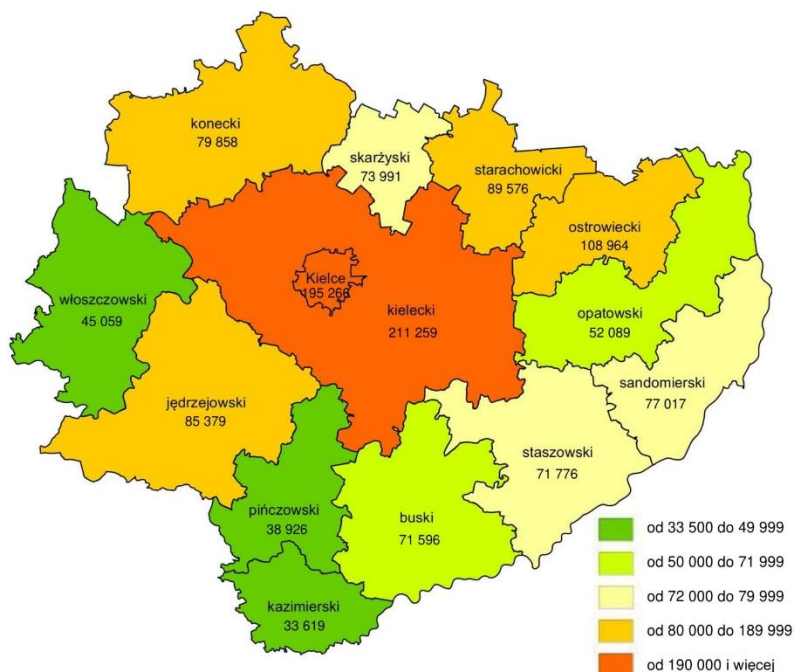 konecki
79 858
skarżyski
73 991
starachowicki
89 576
ostrowiecki
108 964
Kielce
195 266
włoszczowski
45 059
kielecki
211 259
opatowski
52 089
sandomierski
77 017
jędrzejowski
85 379
staszowski
71 776
pińczowski
38 926
buski
71 596
kazimierski
33 619
od 33 500 do 49 999
od 50 000 do 71 999
od 72 000 do 79 999
od 80 000 do 189 999
od 190 000 i więcej